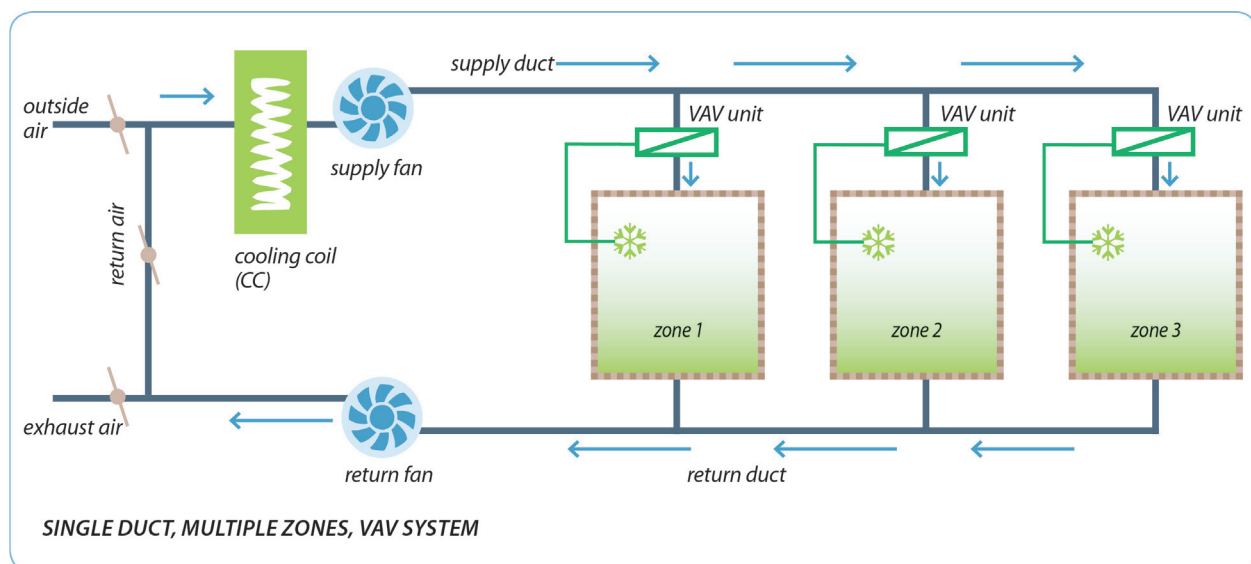 supply duct
outside
air
VAV unit
VAV unit
VAV unit
supply fan
return air
cooling coil
(CC)
zone 1
zone 2
zone 3
exhaust air
return fan
return duct
SINGLE DUCT, MULTIPLE ZONES, VAV SYSTEM